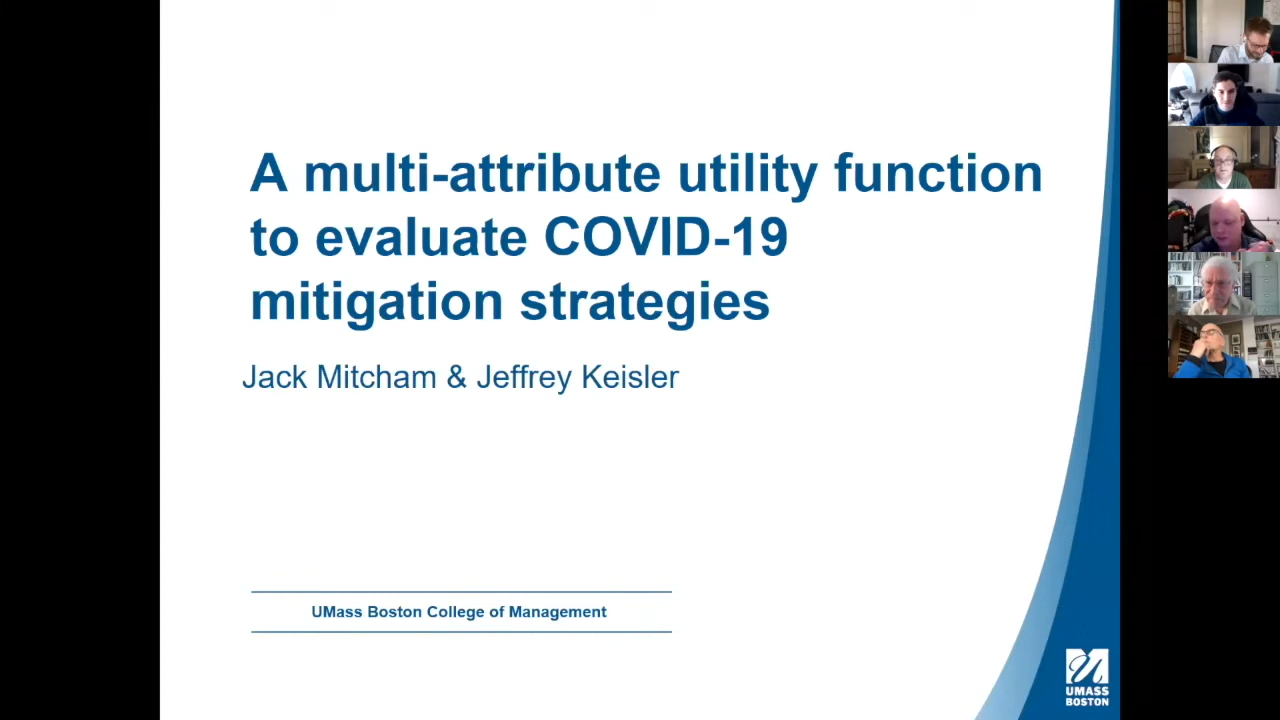 A multi-attribute utility function
to evaluate COVID-19
mitigation strategies
Jack Mitcham & Jeffrey Keisler
UMass Boston College of Management
UMASS
BOSTON